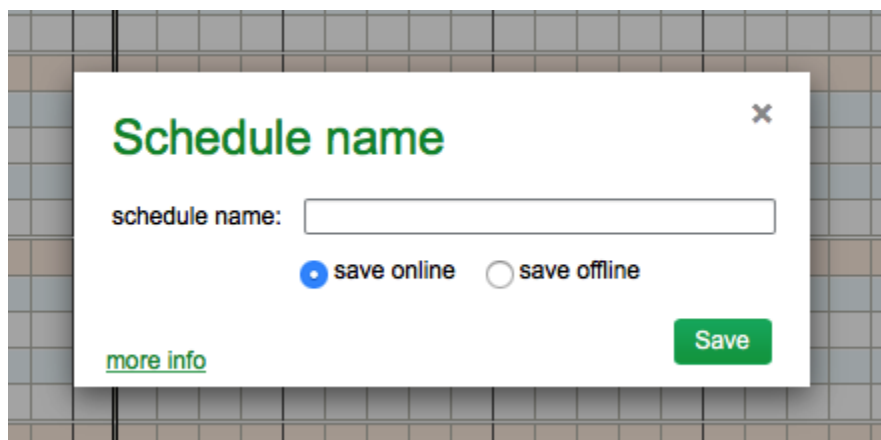 Schedule name
schedule name:
save online save offline
Save
more info